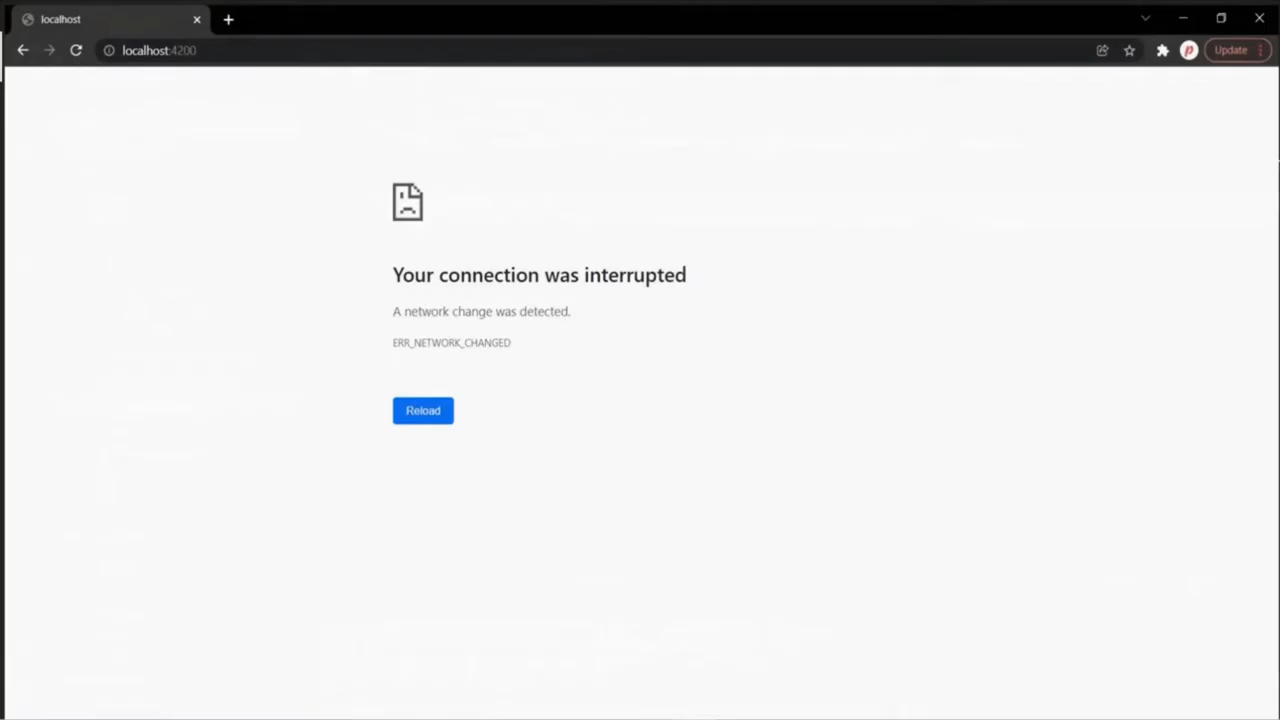 localhost
localhost:4200
Update
Your connection was interrupted
A network change was detected.
ERR_NETWORK_CHANGED
Reload